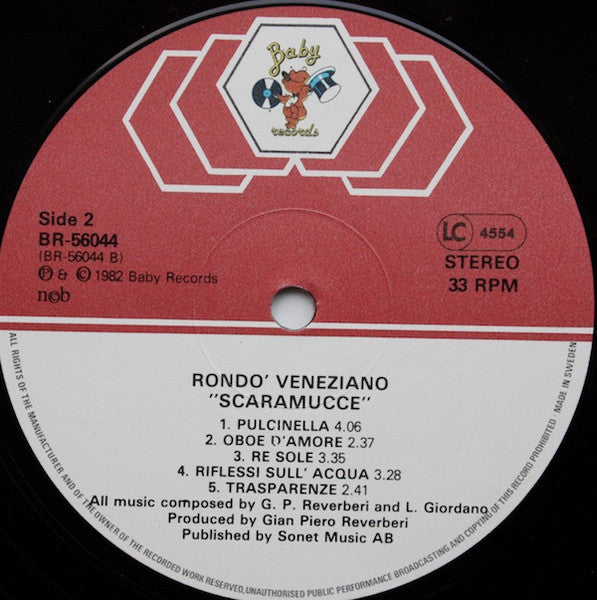 Baby
records
Side 2
BR-56044
(BR-56044 B)
Ⓟ & © 1982 Baby Records
ncb
LC 4554
STEREO
33 RPM
RONDO' VENEZIANO
"SCARAMUCCE"
1. PULCINELLA 4.06
2. OBOE D'AMORE 2.37
3. RE SOLE 3.35
4. RIFLESSI SULL' ACQUA 3.28
5. TRASPARENZE 2.41
All music composed by G. P. Reverberi and L. Giordano
Produced by Gian Piero Reverberi
Published by Sonet Music AB
ALL RIGHTS OF THE MANUFACTURER AND OF THE OWNER OF THE RECORDED WORK RESERVED, UNAUTHORISED PUBLIC PERFORMANCE BROADCASTING AND COPYING OF THIS RECORD PROHIBITED · MADE IN SWEDEN